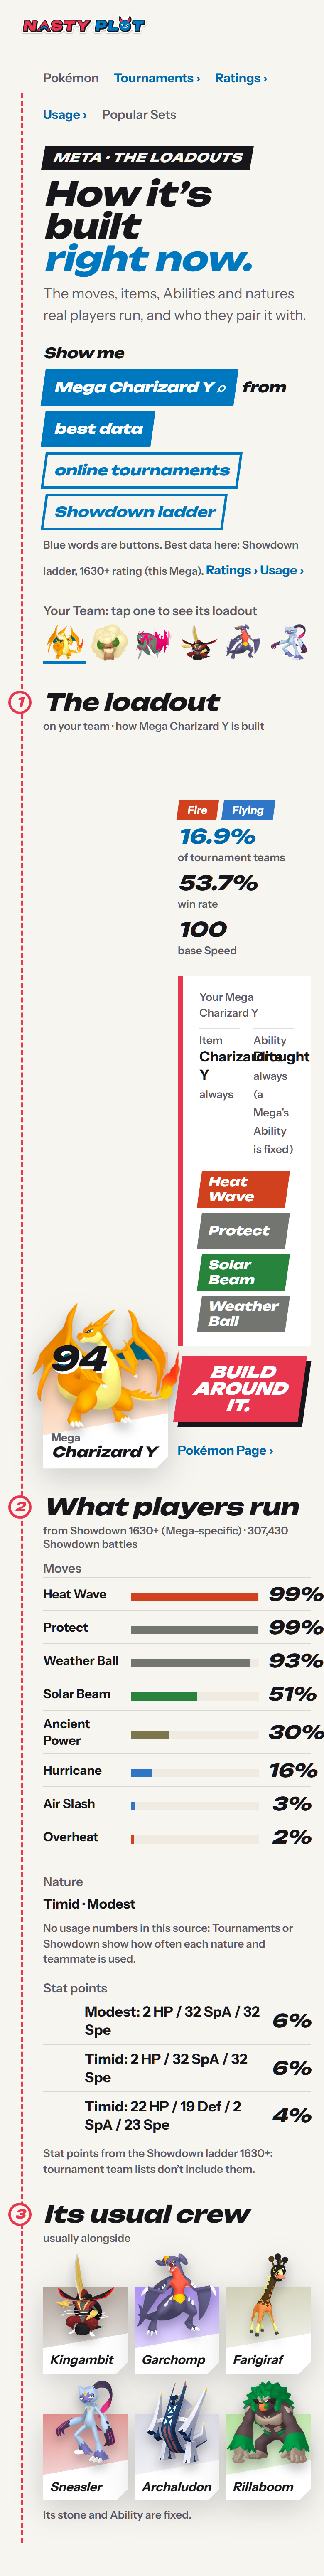 NASTY PLOT
Pokémon Tournaments › Ratings ›
Usage › Popular Sets
META · THE LOADOUTS
How it’s
built
right now.
The moves, items, Abilities and natures
real players run, and who they pair it with.
Show me
Mega Charizard Y⌕ from
best data
online tournaments
Showdown ladder
Blue words are buttons. Best data here: Showdown
ladder, 1630+ rating (this Mega). Ratings › Usage ›
Your Team: tap one to see its loadout
1 The loadout
on your team · how Mega Charizard Y is built
Fire Flying
16.9%
of tournament teams
53.7%
win rate
100
base Speed
Your Mega
Charizard Y
Item
Charizardite
Y
always
Ability
Drought
always
(a
Mega’s
Ability
is fixed)
Heat
Wave
Protect
Solar
Beam
Weather
Ball
94
Mega
Charizard Y
BUILD
AROUND
IT.
Pokémon Page ›
2 What players run
from Showdown 1630+ (Mega-specific) · 307,430
Showdown battles
Moves
Heat Wave 99%
Protect 99%
Weather Ball 93%
Solar Beam 51%
Ancient
Power 30%
Hurricane 16%
Air Slash 3%
Overheat 2%
Nature
Timid · Modest
No usage numbers in this source: Tournaments or
Showdown show how often each nature and
teammate is used.
Stat points
Modest: 2 HP / 32 SpA / 32
Spe 6%
Timid: 2 HP / 32 SpA / 32
Spe 6%
Timid: 22 HP / 19 Def / 2
SpA / 23 Spe 4%
Stat points from the Showdown ladder 1630+:
tournament team lists don’t include them.
3 Its usual crew
usually alongside
Kingambit Garchomp Farigiraf
Sneasler Archaludon Rillaboom
Its stone and Ability are fixed.